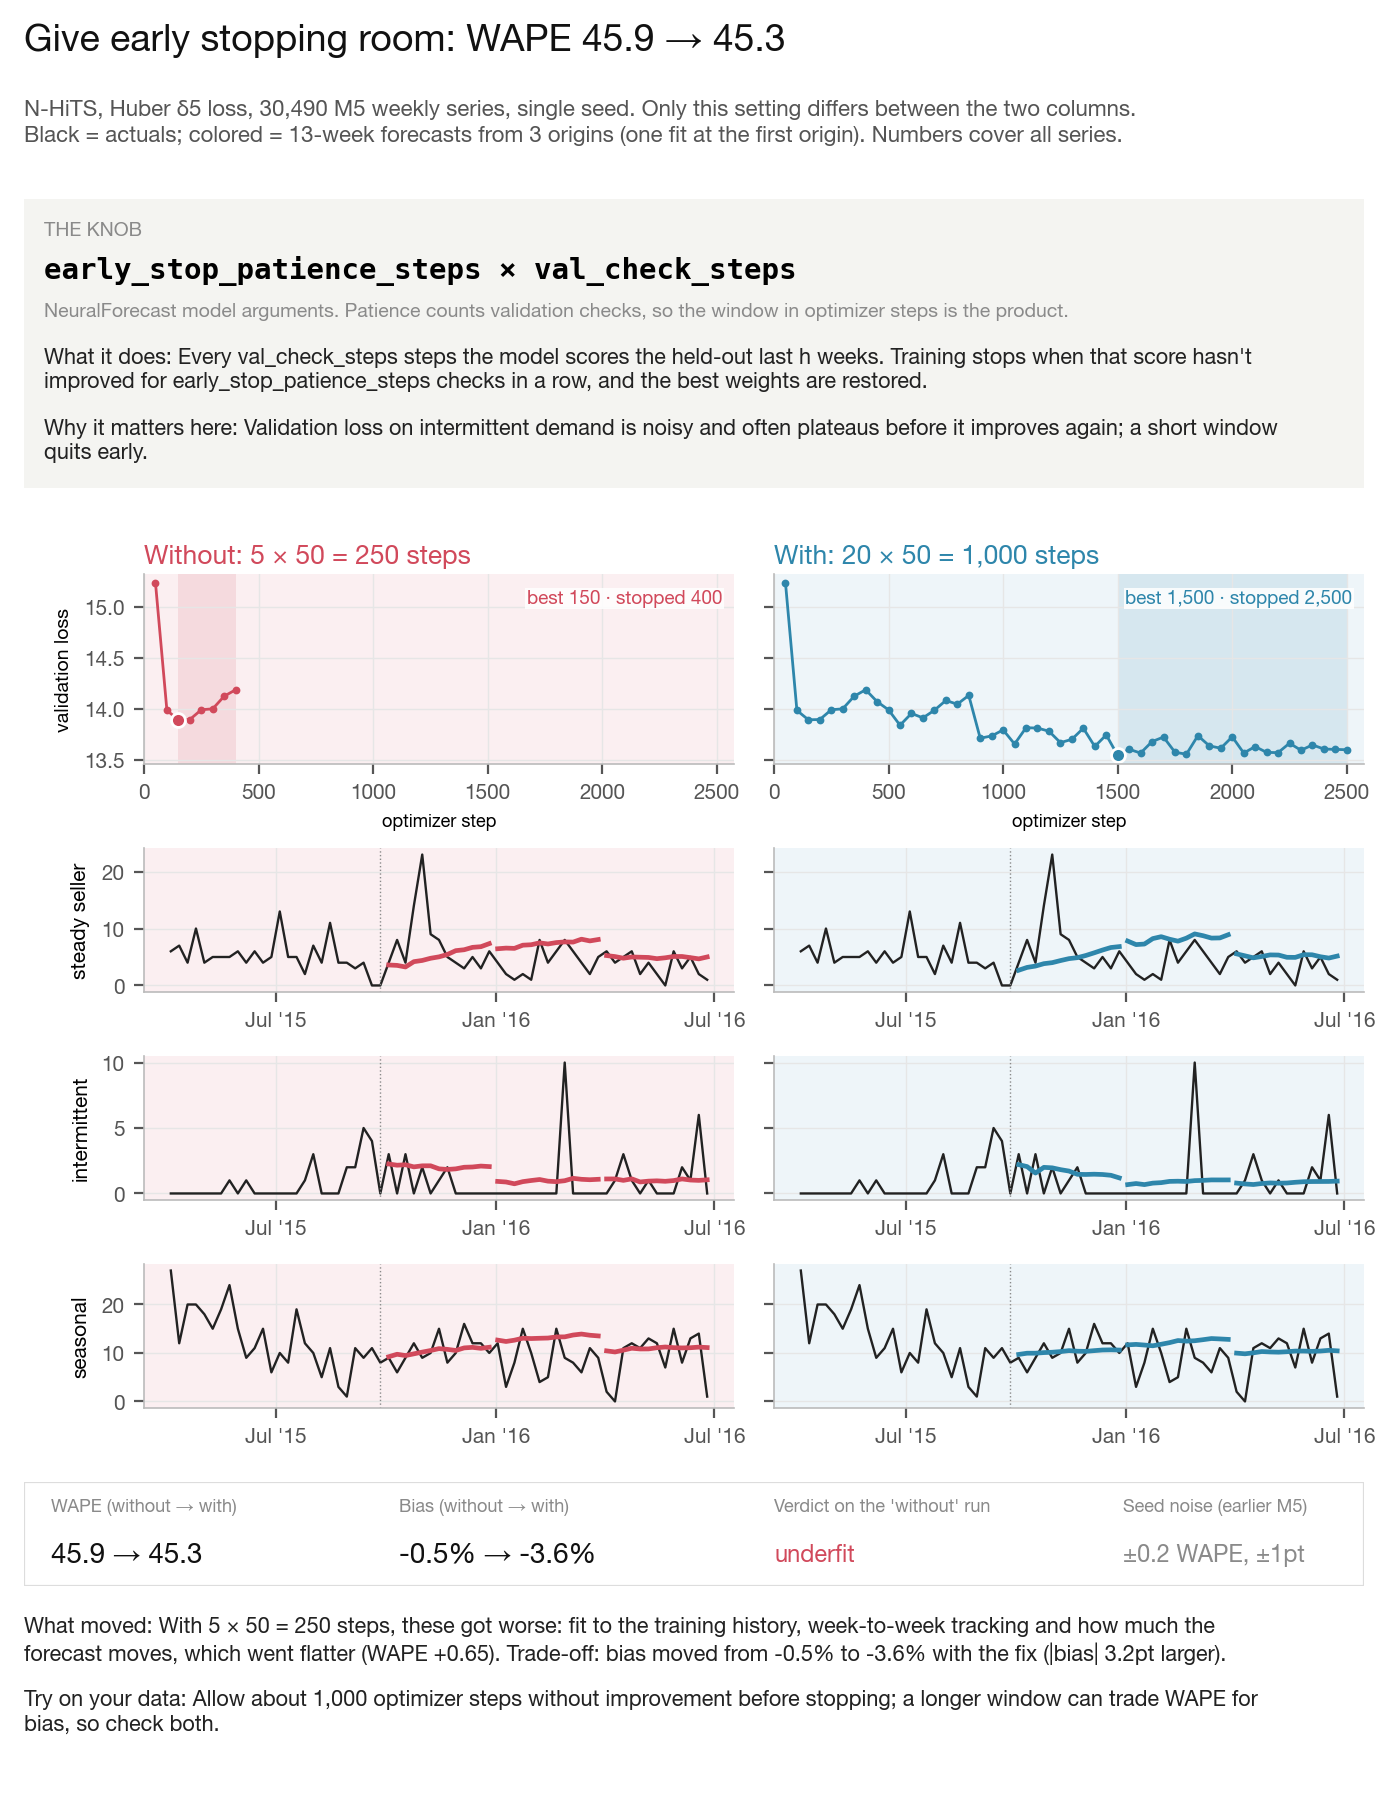 Give early stopping room: WAPE 45.9 → 45.3
N-HiTS, Huber δ5 loss, 30,490 M5 weekly series, single seed. Only this setting differs between the two columns.
Black = actuals; colored = 13-week forecasts from 3 origins (one fit at the first origin). Numbers cover all series.
THE KNOB
early_stop_patience_steps × val_check_steps
NeuralForecast model arguments. Patience counts validation checks, so the window in optimizer steps is the product.
What it does: Every val_check_steps steps the model scores the held-out last h weeks. Training stops when that score hasn't
improved for early_stop_patience_steps checks in a row, and the best weights are restored.
Why it matters here: Validation loss on intermittent demand is noisy and often plateaus before it improves again; a short window
quits early.
Without: 5 × 50 = 250 steps
With: 20 × 50 = 1,000 steps
validation loss
15.0
14.5
14.0
13.5
best 150 · stopped 400
0 500 1000 1500 2000 2500
optimizer step
best 1,500 · stopped 2,500
0 500 1000 1500 2000 2500
optimizer step
steady seller
20
10
0
Jul '15 Jan '16 Jul '16
Jul '15 Jan '16 Jul '16
intermittent
10
5
0
Jul '15 Jan '16 Jul '16
Jul '15 Jan '16 Jul '16
seasonal
20
10
0
Jul '15 Jan '16 Jul '16
Jul '15 Jan '16 Jul '16
WAPE (without → with)
45.9 → 45.3
Bias (without → with)
-0.5% → -3.6%
Verdict on the 'without' run
underfit
Seed noise (earlier M5)
±0.2 WAPE, ±1pt
What moved: With 5 × 50 = 250 steps, these got worse: fit to the training history, week-to-week tracking and how much the
forecast moves, which went flatter (WAPE +0.65). Trade-off: bias moved from -0.5% to -3.6% with the fix (|bias| 3.2pt larger).
Try on your data: Allow about 1,000 optimizer steps without improvement before stopping; a longer window can trade WAPE for
bias, so check both.